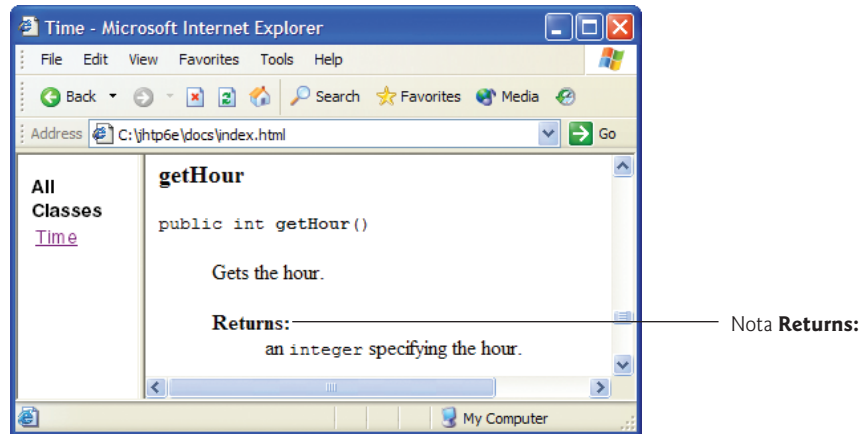 Time - Microsoft Internet Explorer
File Edit View Favorites Tools Help
Back Search Favorites Media
Address C:\jhtp6e\docs\index.html Go
All
Classes
Time
getHour
public int getHour()
Gets the hour.
Returns:
an integer specifying the hour.
Nota Returns:
My Computer